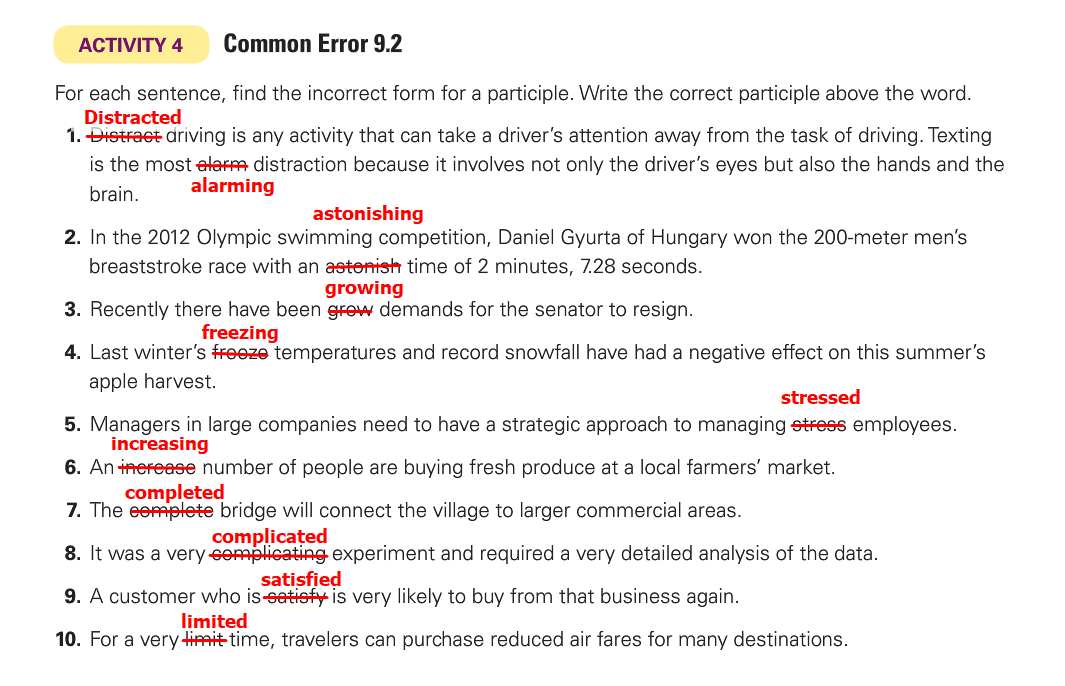 ACTIVITY 4 Common Error 9.2
For each sentence, find the incorrect form for a participle. Write the correct participle above the word.
Distracted
1. Distract driving is any activity that can take a driver’s attention away from the task of driving. Texting
is the most alarm distraction because it involves not only the driver’s eyes but also the hands and the
alarming
brain.
astonishing
2. In the 2012 Olympic swimming competition, Daniel Gyurta of Hungary won the 200-meter men’s
breaststroke race with an astonish time of 2 minutes, 7.28 seconds.
growing
3. Recently there have been grow demands for the senator to resign.
freezing
4. Last winter’s freeze temperatures and record snowfall have had a negative effect on this summer’s
apple harvest.
stressed
5. Managers in large companies need to have a strategic approach to managing stress employees.
increasing
6. An increase number of people are buying fresh produce at a local farmers’ market.
completed
7. The complete bridge will connect the village to larger commercial areas.
complicated
8. It was a very complicating experiment and required a very detailed analysis of the data.
satisfied
9. A customer who is satisfy is very likely to buy from that business again.
limited
10. For a very limit time, travelers can purchase reduced air fares for many destinations.